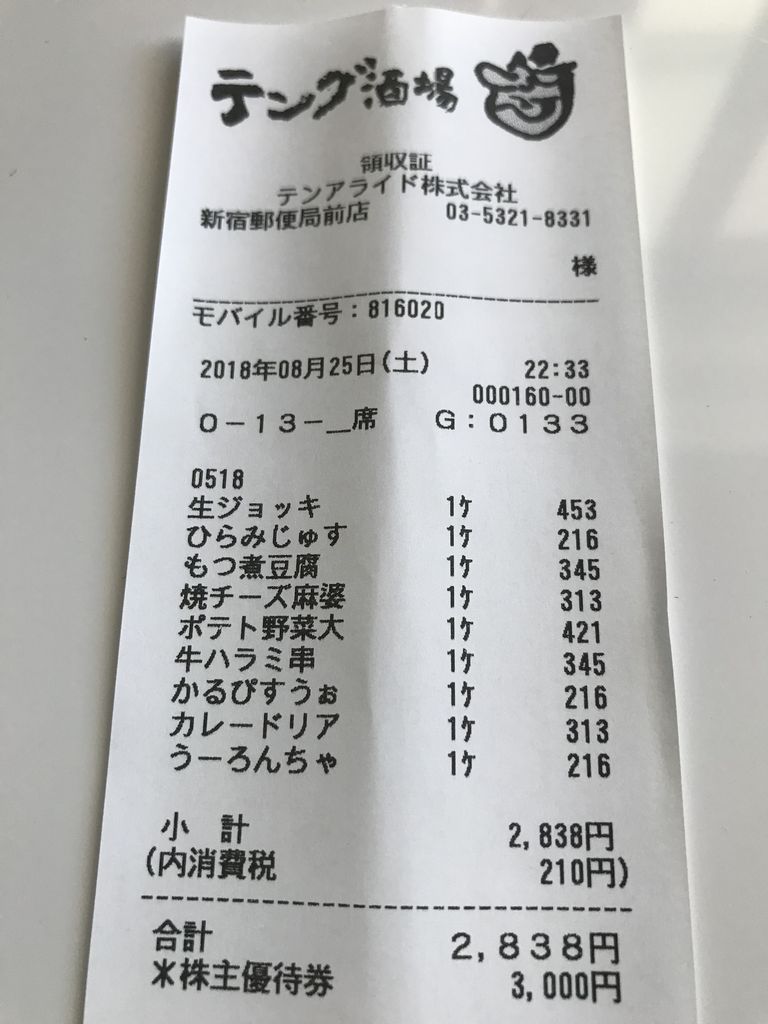 テング酒場
領収証
テンアライド株式会社
新宿郵便局前店 03-5321-8331
様
モバイル番号：816020
2018年08月25日(土) 22:33
000160-00
０－１３－＿席 Ｇ：０１３３
0518
生ジョッキ 1ｹ 453
ひらみじゅす 1ｹ 216
もつ煮豆腐 1ｹ 345
焼チーズ麻婆 1ｹ 313
ポテト野菜大 1ｹ 421
牛ハラミ串 1ｹ 345
かるぴすうぉ 1ｹ 216
カレードリア 1ｹ 313
うーろんちゃ 1ｹ 216
小　計 2,838円
(内消費税 210円)
合計 ２,８３８円
＊株主優待券 3,000円